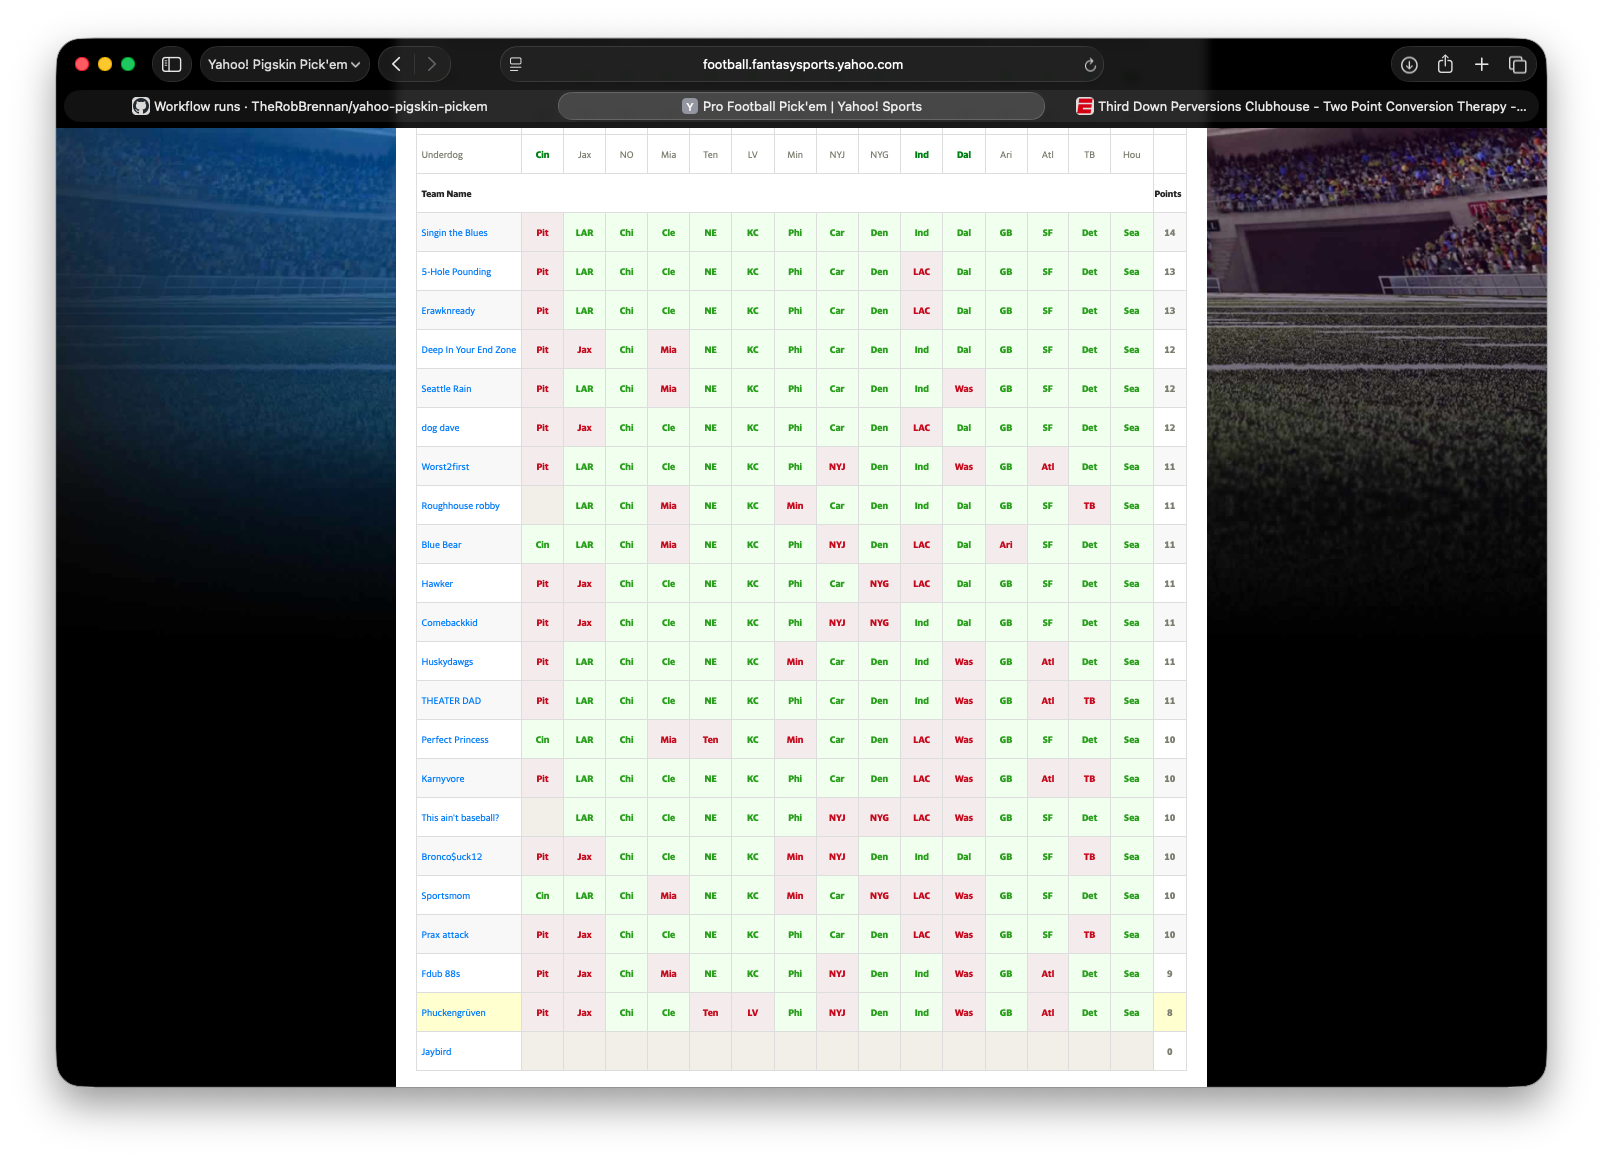 Yahoo! Pigskin Pick'em
football.fantasysports.yahoo.com
Workflow runs · TheRobBrennan/yahoo-pigskin-pickem
Y Pro Football Pick'em | Yahoo! Sports
Third Down Perversions Clubhouse - Two Point Conversion Therapy -...
Underdog Cin Jax NO Mia Ten LV Min NYJ NYG Ind Dal Ari Atl TB Hou
Team Name Points
Singin the Blues Pit LAR Chi Cle NE KC Phi Car Den Ind Dal GB SF Det Sea 14
5-Hole Pounding Pit LAR Chi Cle NE KC Phi Car Den LAC Dal GB SF Det Sea 13
Erawknready Pit LAR Chi Cle NE KC Phi Car Den LAC Dal GB SF Det Sea 13
Deep In Your End Zone Pit Jax Chi Mia NE KC Phi Car Den Ind Dal GB SF Det Sea 12
Seattle Rain Pit LAR Chi Mia NE KC Phi Car Den Ind Was GB SF Det Sea 12
dog dave Pit Jax Chi Cle NE KC Phi Car Den LAC Dal GB SF Det Sea 12
Worst2first Pit LAR Chi Cle NE KC Phi NYJ Den Ind Was GB Atl Det Sea 11
Roughhouse robby LAR Chi Mia NE KC Min Car Den Ind Dal GB SF TB Sea 11
Blue Bear Cin LAR Chi Mia NE KC Phi NYJ Den LAC Dal Ari SF Det Sea 11
Hawker Pit Jax Chi Cle NE KC Phi Car NYG LAC Dal GB SF Det Sea 11
Comebackkid Pit Jax Chi Cle NE KC Phi NYJ NYG Ind Dal GB SF Det Sea 11
Huskydawgs Pit LAR Chi Cle NE KC Min Car Den Ind Was GB Atl Det Sea 11
THEATER DAD Pit LAR Chi Cle NE KC Phi Car Den Ind Was GB Atl TB Sea 11
Perfect Princess Cin LAR Chi Mia Ten KC Min Car Den LAC Was GB SF Det Sea 10
Karnyvore Pit LAR Chi Cle NE KC Phi Car Den LAC Was GB Atl TB Sea 10
This ain't baseball? LAR Chi Cle NE KC Phi NYJ NYG LAC Was GB SF Det Sea 10
Bronco$uck12 Pit Jax Chi Cle NE KC Min NYJ Den Ind Dal GB SF TB Sea 10
Sportsmom Cin LAR Chi Mia NE KC Min Car NYG LAC Was GB SF Det Sea 10
Prax attack Pit Jax Chi Cle NE KC Phi Car Den LAC Was GB SF TB Sea 10
Fdub 88s Pit Jax Chi Mia NE KC Phi NYJ Den Ind Was GB Atl Det Sea 9
Phuckengrüven Pit Jax Chi Cle Ten LV Phi NYJ Den Ind Was GB Atl Det Sea 8
Jaybird 0